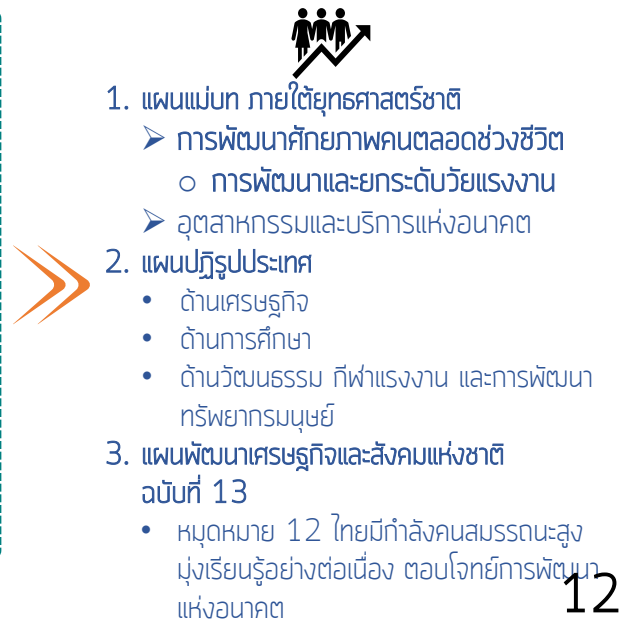 1. แผนแม่บท ภายใต้ยุทธศาสตร์ชาติ
➢ การพัฒนาศักยภาพคนตลอดช่วงชีวิต
o การพัฒนาและยกระดับวัยแรงงาน
➢ อุตสาหกรรมและบริการแห่งอนาคต
2. แผนปฏิรูปประเทศ
• ด้านเศรษฐกิจ
• ด้านการศึกษา
• ด้านวัฒนธรรม กีฬาแรงงาน และการพัฒนา
ทรัพยากรมนุษย์
3. แผนพัฒนาเศรษฐกิจและสังคมแห่งชาติ
ฉบับที่ 13
• หมุดหมาย 12 ไทยมีกำลังคนสมรรถนะสูง
มุ่งเรียนรู้อย่างต่อเนื่อง ตอบโจทย์การพัฒนา
แห่งอนาคต
12